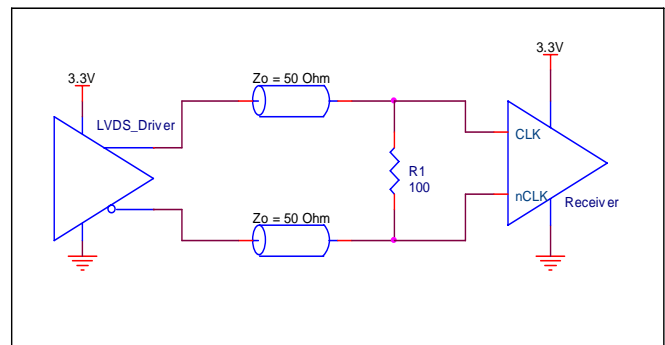 3.3V
LVDS_Driver
Zo = 50 Ohm
Zo = 50 Ohm
R1
100
3.3V
CLK
nCLK
Receiver